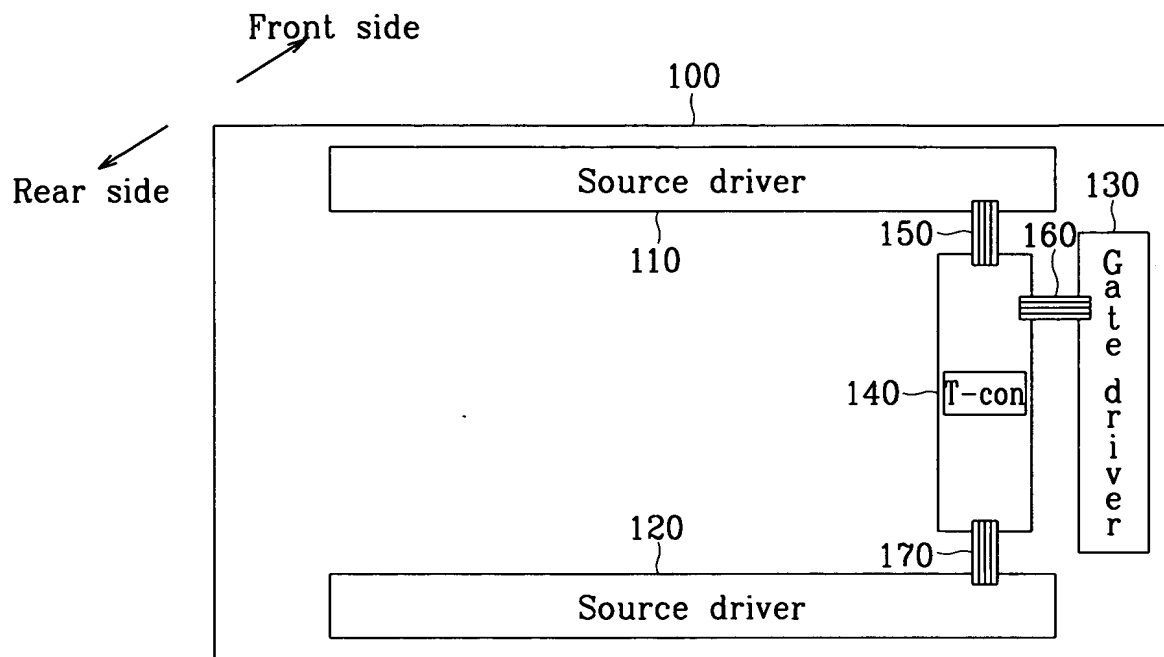 Front side
100
Rear side
Source driver
130
150
160
110
Gate driver
140
T-con
120
170
Source driver